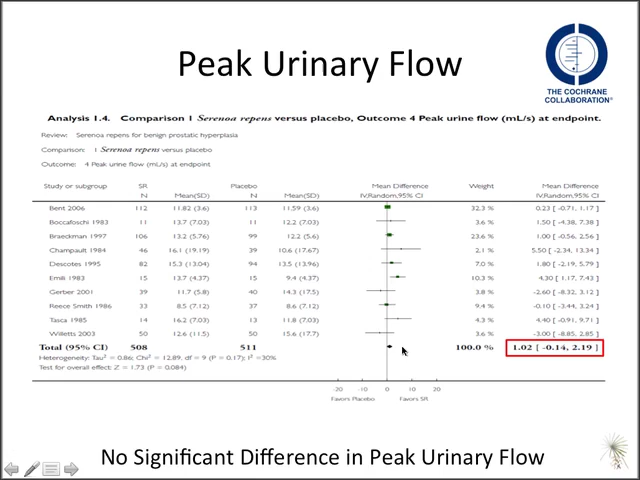 Peak Urinary Flow
THE COCHRANE
COLLABORATION®
Analysis 1.4. Comparison 1 Serenoa repens versus placebo, Outcome 4 Peak urine flow (mL/s) at endpoint.
Review: Serenoa repens for benign prostatic hyperplasia
Comparison: 1 Serenoa repens versus placebo
Outcome: 4 Peak urine flow (mL/s) at endpoint
Study or subgroup SR Placebo Mean Difference Weight Mean Difference
N Mean(SD) N Mean(SD) IV,Random,95% CI IV,Random,95% CI
Bent 2006 112 11.82 (3.6) 113 11.59 (3.6) 32.3 % 0.23 [ -0.71, 1.17 ]
Boccafoschi 1983 11 13.7 (7.03) 11 12.2 (7.03) 3.6 % 1.50 [ -4.38, 7.38 ]
Braeckman 1997 106 13.2 (5.76) 99 12.2 (5.6) 23.6 % 1.00 [ -0.56, 2.56 ]
Champault 1984 46 16.1 (19.19) 39 10.6 (17.67) 2.1 % 5.50 [ -2.34, 13.34 ]
Descotes 1995 82 15.3 (13.04) 94 13.5 (13.96) 7.0 % 1.80 [ -2.19, 5.79 ]
Emili 1983 15 13.7 (4.37) 15 9.4 (4.37) 10.3 % 4.30 [ 1.17, 7.43 ]
Gerber 2001 39 11.7 (5.8) 40 14.3 (17.5) 3.8 % -2.60 [ -8.32, 3.12 ]
Reece Smith 1986 33 8.5 (7.12) 37 8.6 (7.12) 9.4 % -0.10 [ -3.44, 3.24 ]
Tasca 1985 14 16.2 (7.03) 13 11.8 (7.03) 4.3 % 4.40 [ -0.91, 9.71 ]
Willetts 2003 50 12.6 (11.5) 50 15.6 (17.7) 3.6 % -3.00 [ -8.85, 2.85 ]
Total (95% CI) 508 511 100.0 % 1.02 [ -0.14, 2.19 ]
Heterogeneity: Tau² = 0.86; Chi² = 12.89, df = 9 (P = 0.17); I² =30%
Test for overall effect: Z = 1.73 (P = 0.084)
-20 -10 0 10 20
Favors Placebo Favors SR
No Significant Difference in Peak Urinary Flow